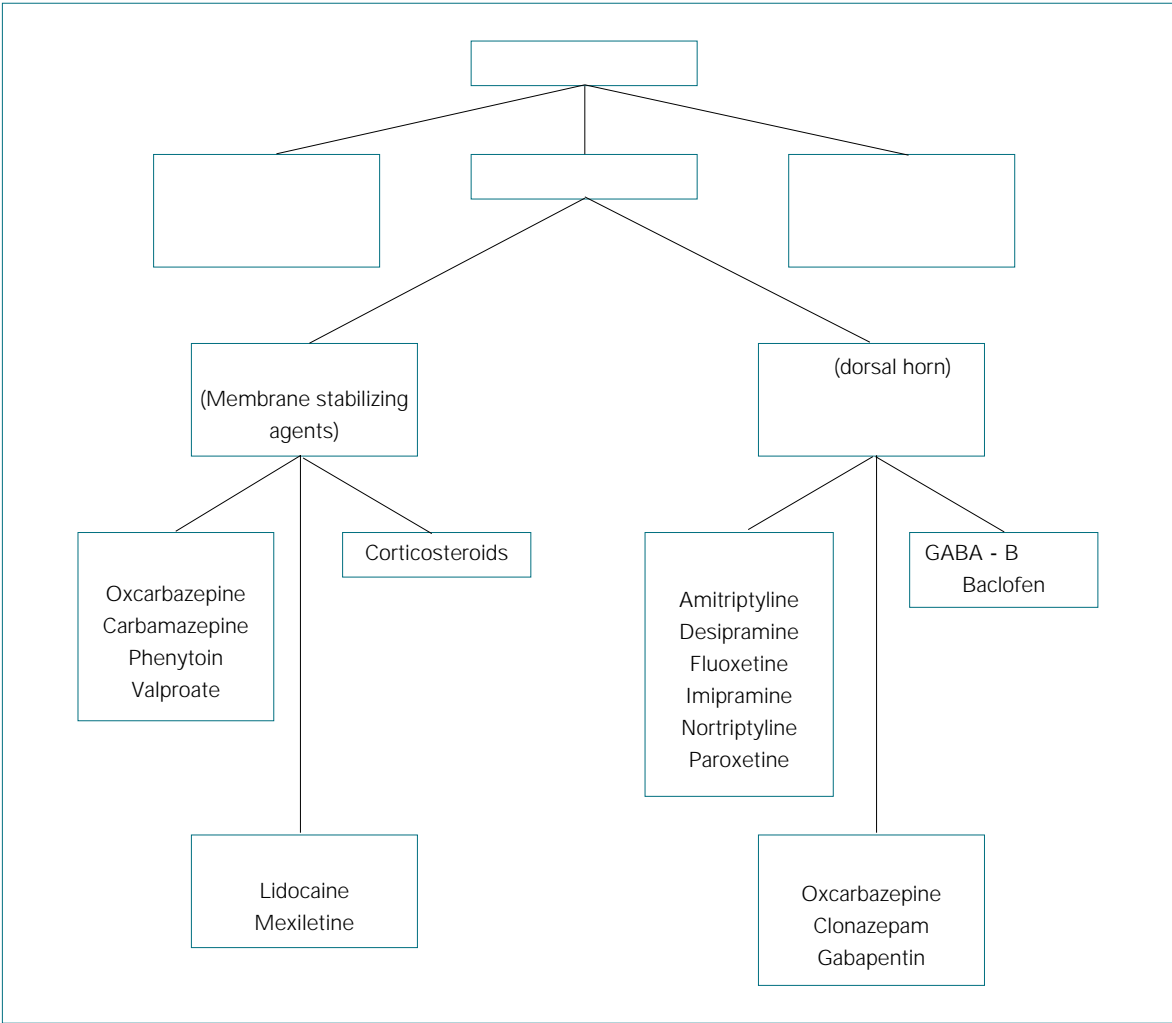 (Membrane stabilizing
agents)
(dorsal horn)
Oxcarbazepine
Carbamazepine
Phenytoin
Valproate
Corticosteroids
Amitriptyline
Desipramine
Fluoxetine
Imipramine
Nortriptyline
Paroxetine
GABA - B
Baclofen
Lidocaine
Mexiletine
Oxcarbazepine
Clonazepam
Gabapentin